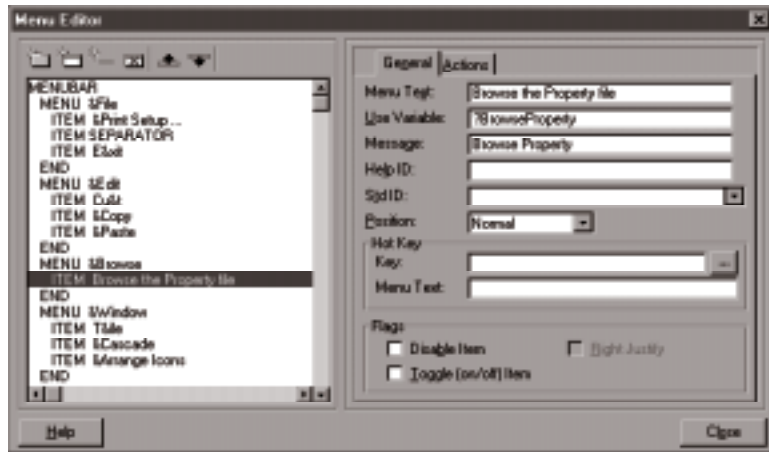 Menu Editor
MENUBAR
MENU &File
ITEM &Print Setup...
ITEM SEPARATOR
ITEM E&xit
END
MENU &Edit
ITEM Cu&t
ITEM &Copy
ITEM &Paste
END
MENU &Browse
ITEM Browse the Property file
END
MENU &Window
ITEM T&ile
ITEM &Cascade
ITEM &Arrange Icons
END
General Actions
Menu Text: Browse the Property file
Use Variable: ?BrowseProperty
Message: Browse Property
Help ID:
Std ID:
Position: Normal
Hot Key
Key: ...
Menu Text:
Flags
Disable Item Right Justify
Toggle (on/off) Item
Help Close